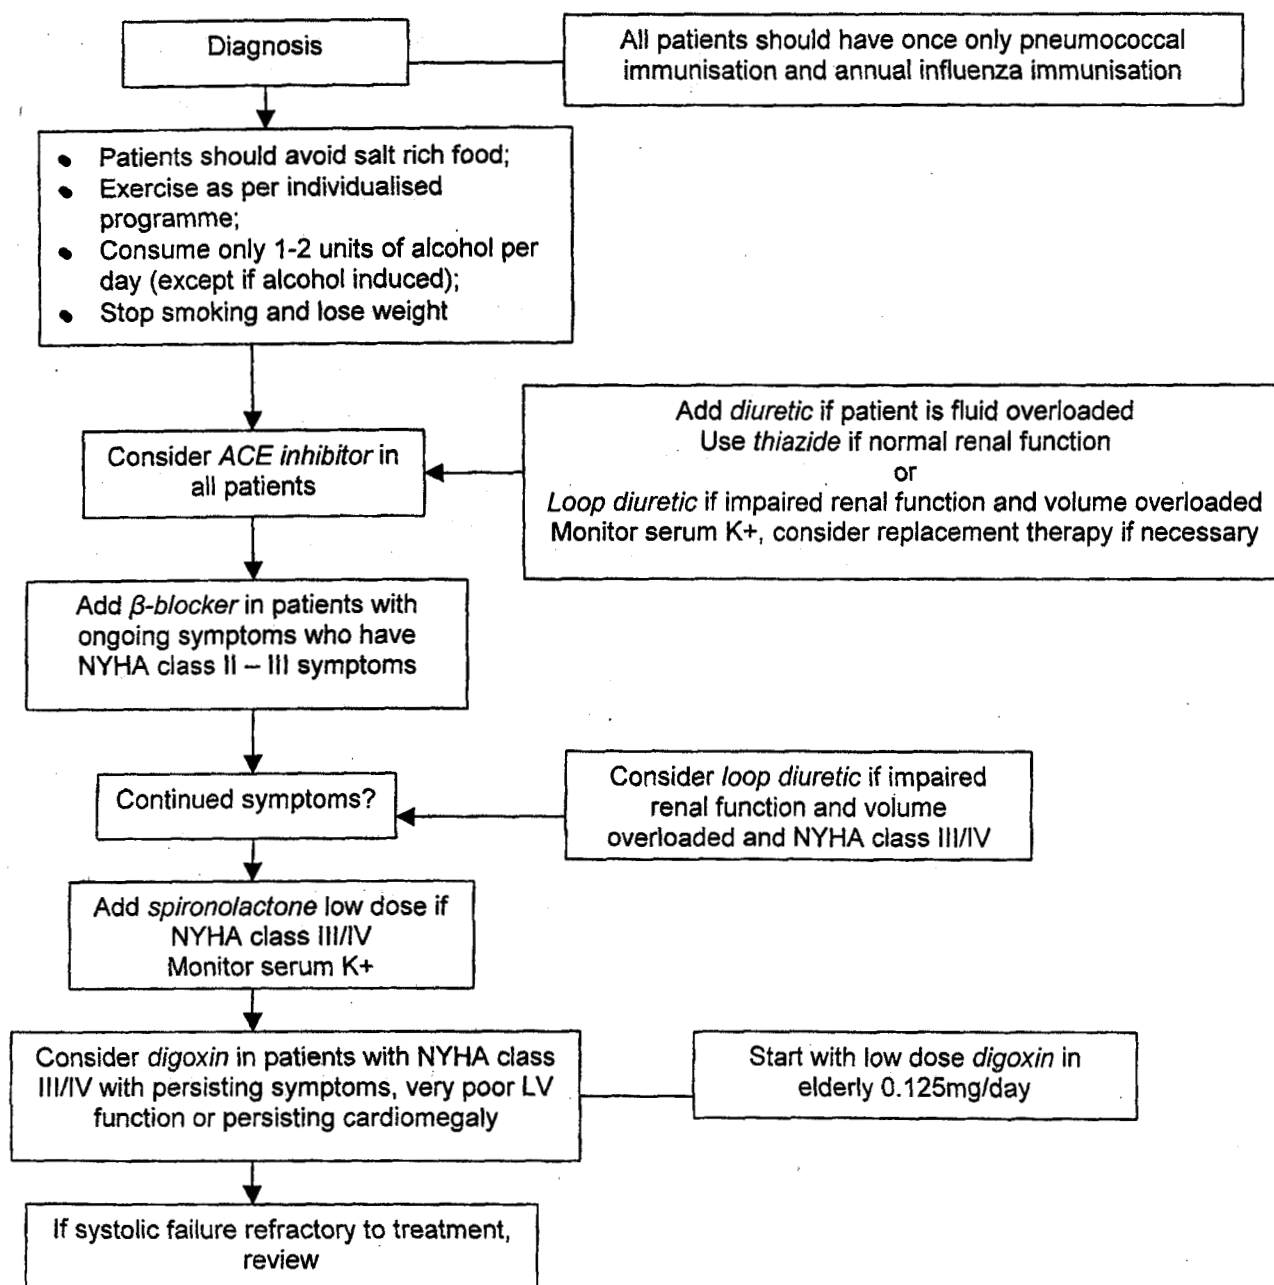 Diagnosis
All patients should have once only pneumococcal
immunisation and annual influenza immunisation
• Patients should avoid salt rich food;
• Exercise as per individualised
programme;
• Consume only 1-2 units of alcohol per
day (except if alcohol induced);
• Stop smoking and lose weight
Add diuretic if patient is fluid overloaded
Use thiazide if normal renal function
or
Loop diuretic if impaired renal function and volume overloaded
Monitor serum K+, consider replacement therapy if necessary
Consider ACE inhibitor in
all patients
Add β-blocker in patients with
ongoing symptoms who have
NYHA class II – III symptoms
Continued symptoms?
Consider loop diuretic if impaired
renal function and volume
overloaded and NYHA class III/IV
Add spironolactone low dose if
NYHA class III/IV
Monitor serum K+
Consider digoxin in patients with NYHA class
III/IV with persisting symptoms, very poor LV
function or persisting cardiomegaly
Start with low dose digoxin in
elderly 0.125mg/day
If systolic failure refractory to treatment,
review